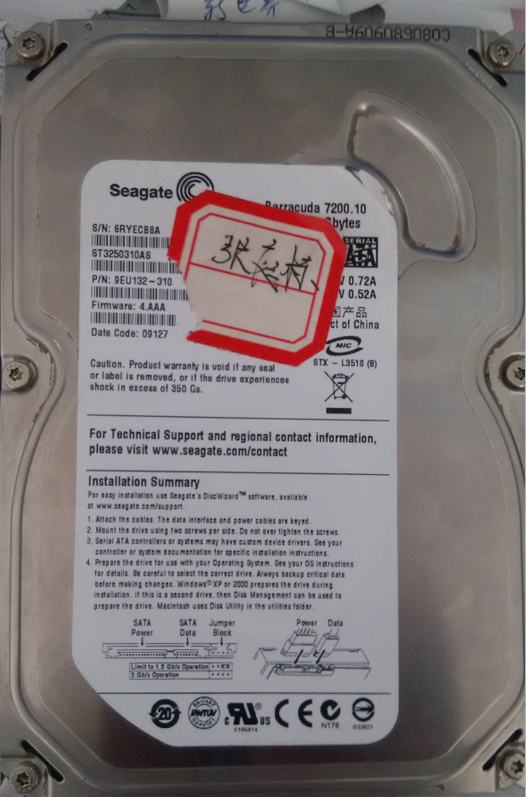 C0806089069A-B
Seagate
Barracuda 7200.10
Gbytes
S/N: 6RYECB8A
ST3250310AS
SERIAL
P/N: 9EU132-310
V 0.72A
V 0.52A
Firmware: 4.AAA
国产品
Date Code: 09127
ct of China
MIC
STX - L3510 (B)
Caution. Product warranty is void if any seal
or label is removed, or if the drive experiences
shock in excess of 350 Gs.
For Technical Support and regional contact information,
please visit www.seagate.com/contact
Installation Summary
For easy installation use Seagate's DiscWizard™ software, available
at www.seagate.com/support.
1. Attach the cables. The data interface and power cables are keyed.
2. Mount the drive using two screws per side. Do not over tighten the screws.
3. Serial ATA controllers or systems may have custom device drivers. See your
controller or system documentation for specific installation instructions.
4. Prepare the drive for use with your Operating System. See your OS instructions
for details. Be careful to select the correct drive. Always backup critical data
before making changes. Windows® XP or 2000 prepares the drive during
installation. If this is a second drive, then Disk Management can be used to
prepare the drive. Macintosh uses Disk Utility in the utilities folder.
SATA Power
SATA Data
Jumper Block
Power Data
Limit to 1.5 Gb/s Operation
3 Gb/s Operation
20
c UL® US
CE
N176